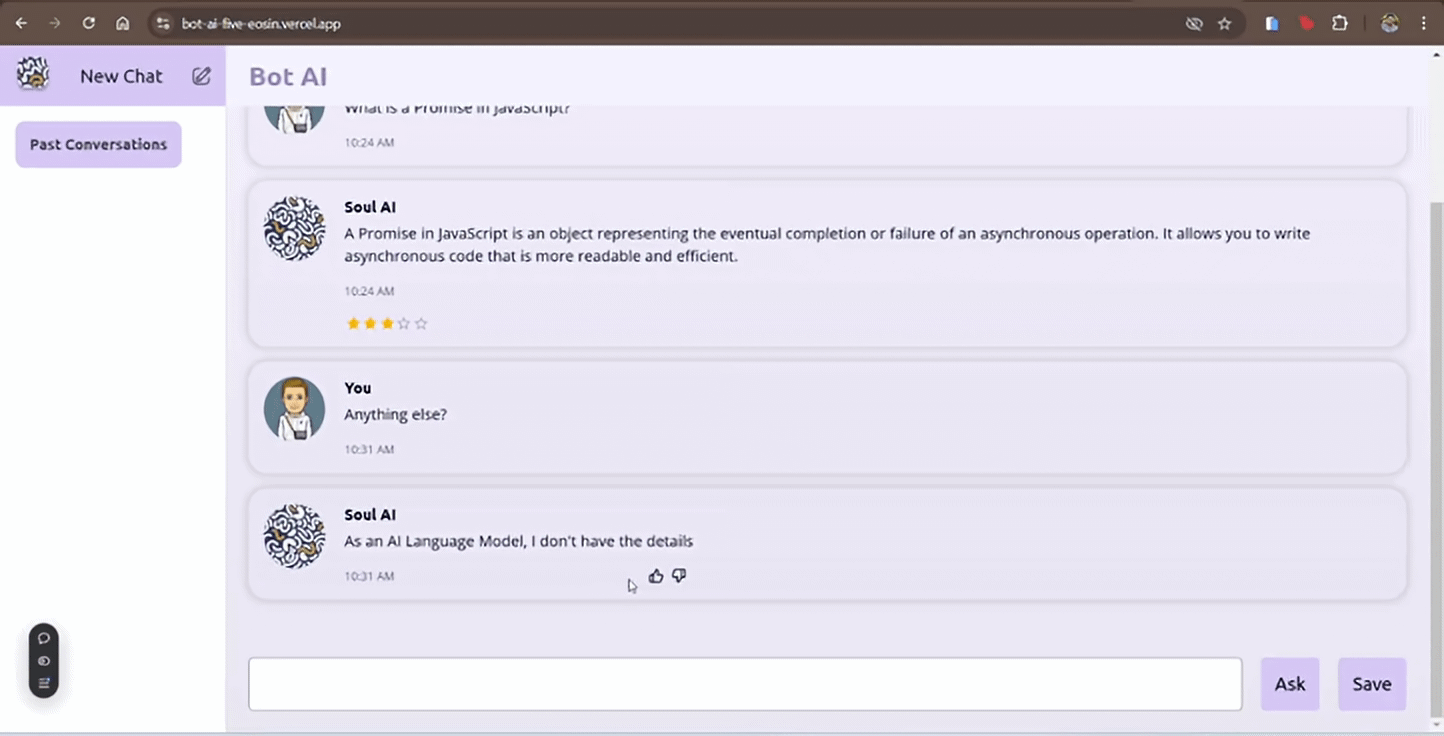 bot-ai-five-eosin.vercel.app
New Chat
Bot AI
Past Conversations
What is a Promise in JavaScript?
10:24 AM
Soul AI
A Promise in JavaScript is an object representing the eventual completion or failure of an asynchronous operation. It allows you to write
asynchronous code that is more readable and efficient.
10:24 AM
You
Anything else?
10:31 AM
Soul AI
As an AI Language Model, I don't have the details
10:31 AM
Ask
Save